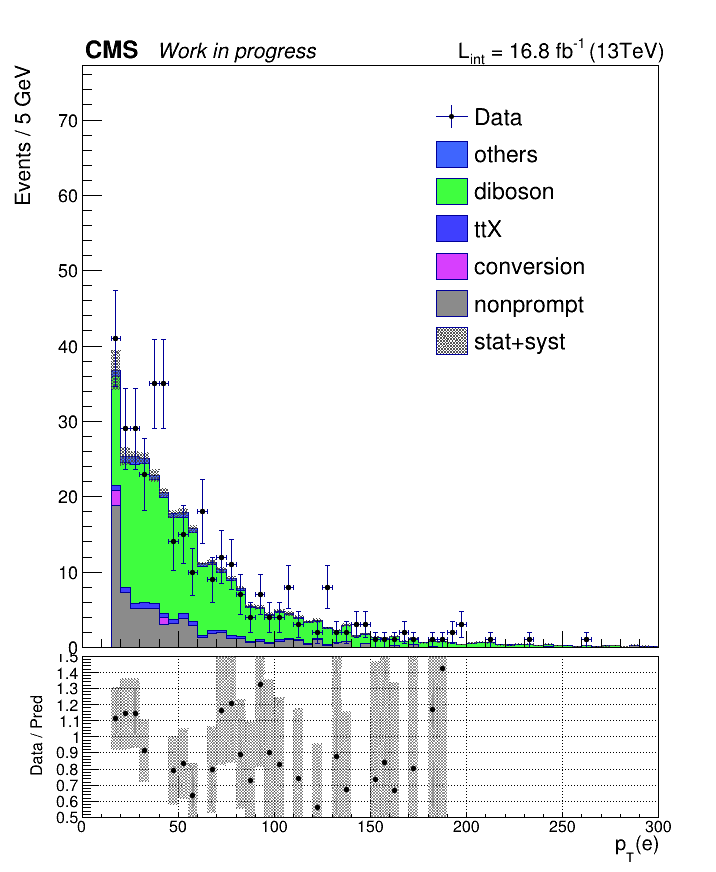 CMS Work in progress L_int = 16.8 fb^-1 (13TeV)
Events / 5 GeV
70
60
50
40
30
20
10
0
Data
others
diboson
ttX
conversion
nonprompt
stat+syst
Data / Pred
1.5
1.4
1.3
1.2
1.1
1
0.9
0.8
0.7
0.6
0.5
0 50 100 150 200 250 300
p_T(e)